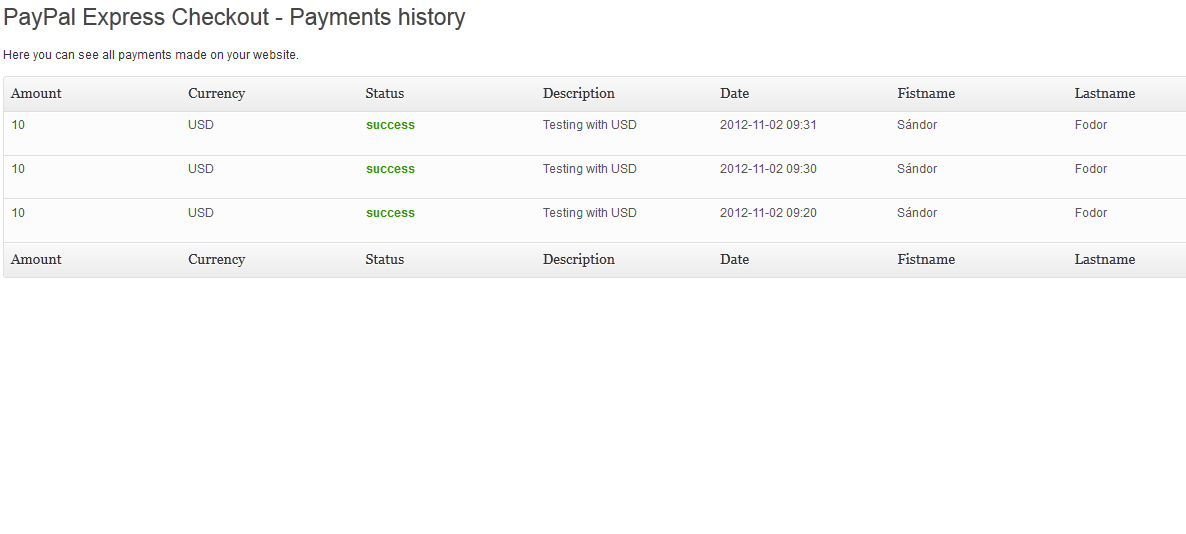 PayPal Express Checkout - Payments history
Here you can see all payments made on your website.
Amount Currency Status Description Date Fistname Lastname
10 USD success Testing with USD 2012-11-02 09:31 Sándor Fodor
10 USD success Testing with USD 2012-11-02 09:30 Sándor Fodor
10 USD success Testing with USD 2012-11-02 09:20 Sándor Fodor
Amount Currency Status Description Date Fistname Lastname